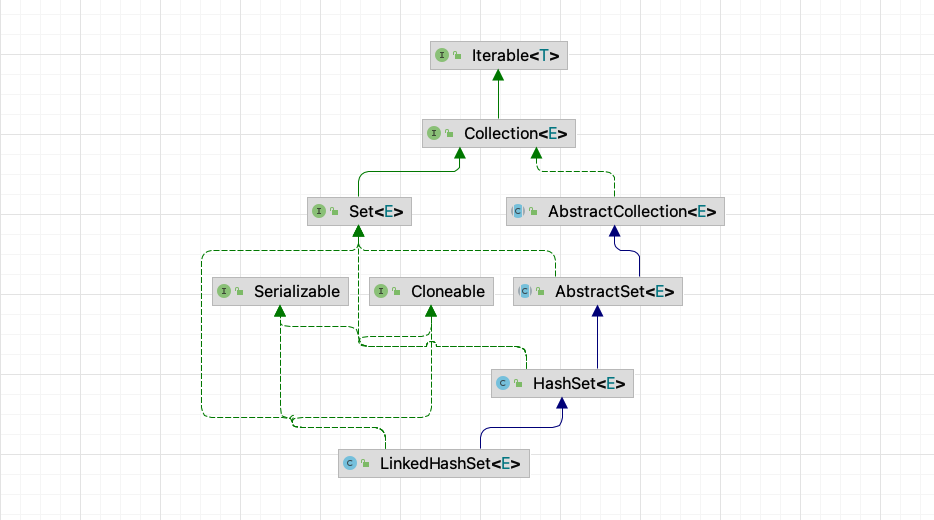 Iterable<T>
Collection<E>
Set<E>
AbstractCollection<E>
Serializable
Cloneable
AbstractSet<E>
HashSet<E>
LinkedHashSet<E>